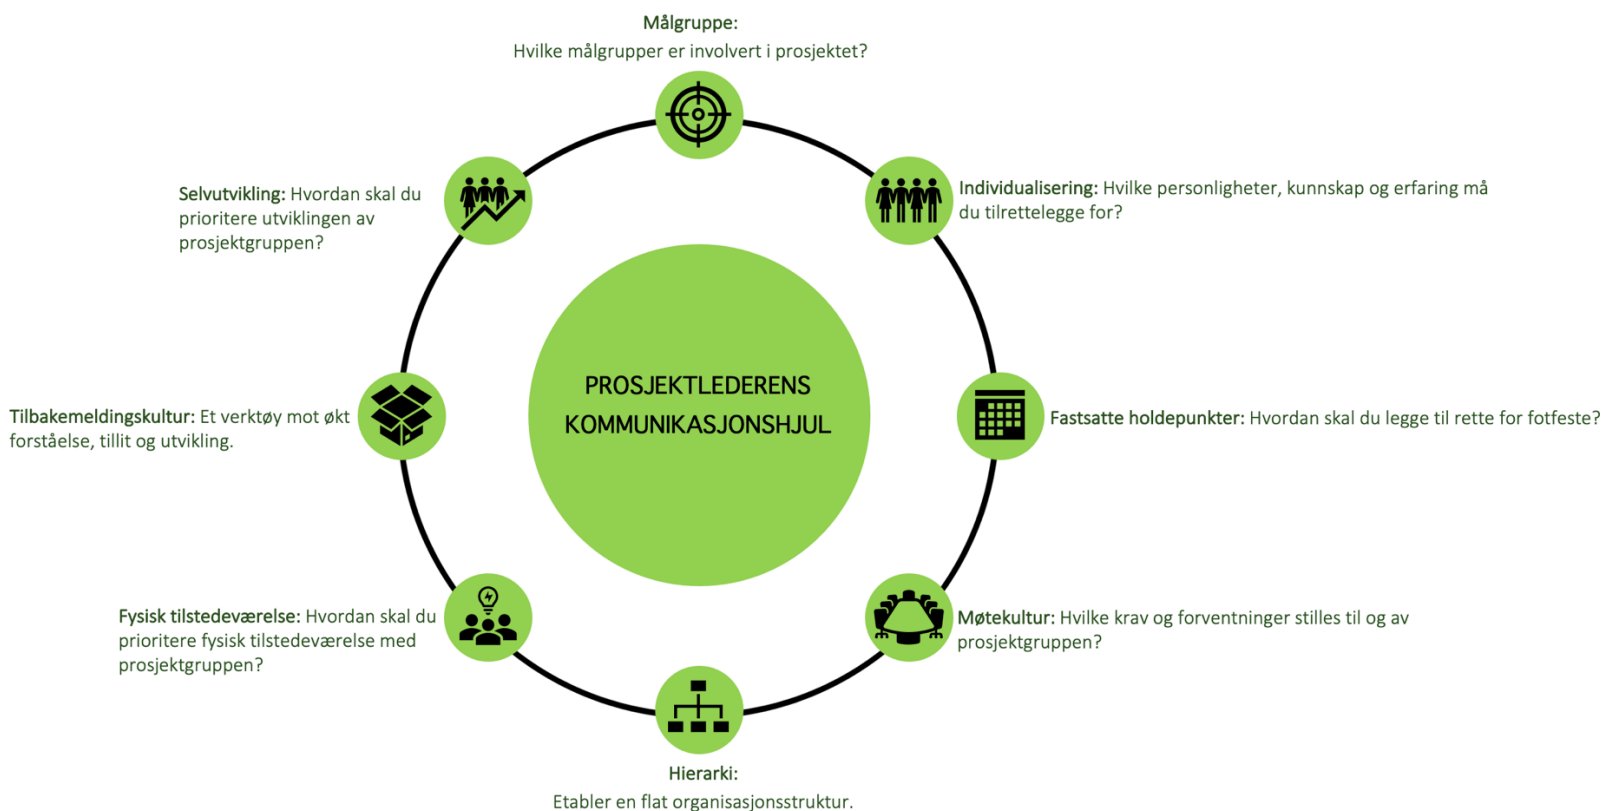 Målgruppe:
Hvilke målgrupper er involvert i prosjektet?
Individualisering: Hvilke personligheter, kunnskap og erfaring må
du tilrettelegge for?
Fastsatte holdepunkter: Hvordan skal du legge til rette for fotfeste?
Møtekultur: Hvilke krav og forventninger stilles til og av
prosjektgruppen?
Hierarki:
Etabler en flat organisasjonsstruktur.
Fysisk tilstedeværelse: Hvordan skal du
prioritere fysisk tilstedeværelse med
prosjektgruppen?
Tilbakemeldingskultur: Et verktøy mot økt
forståelse, tillit og utvikling.
Selvutvikling: Hvordan skal du
prioritere utviklingen av
prosjektgruppen?
PROSJEKTLEDERENS
KOMMUNIKASJONSHJUL